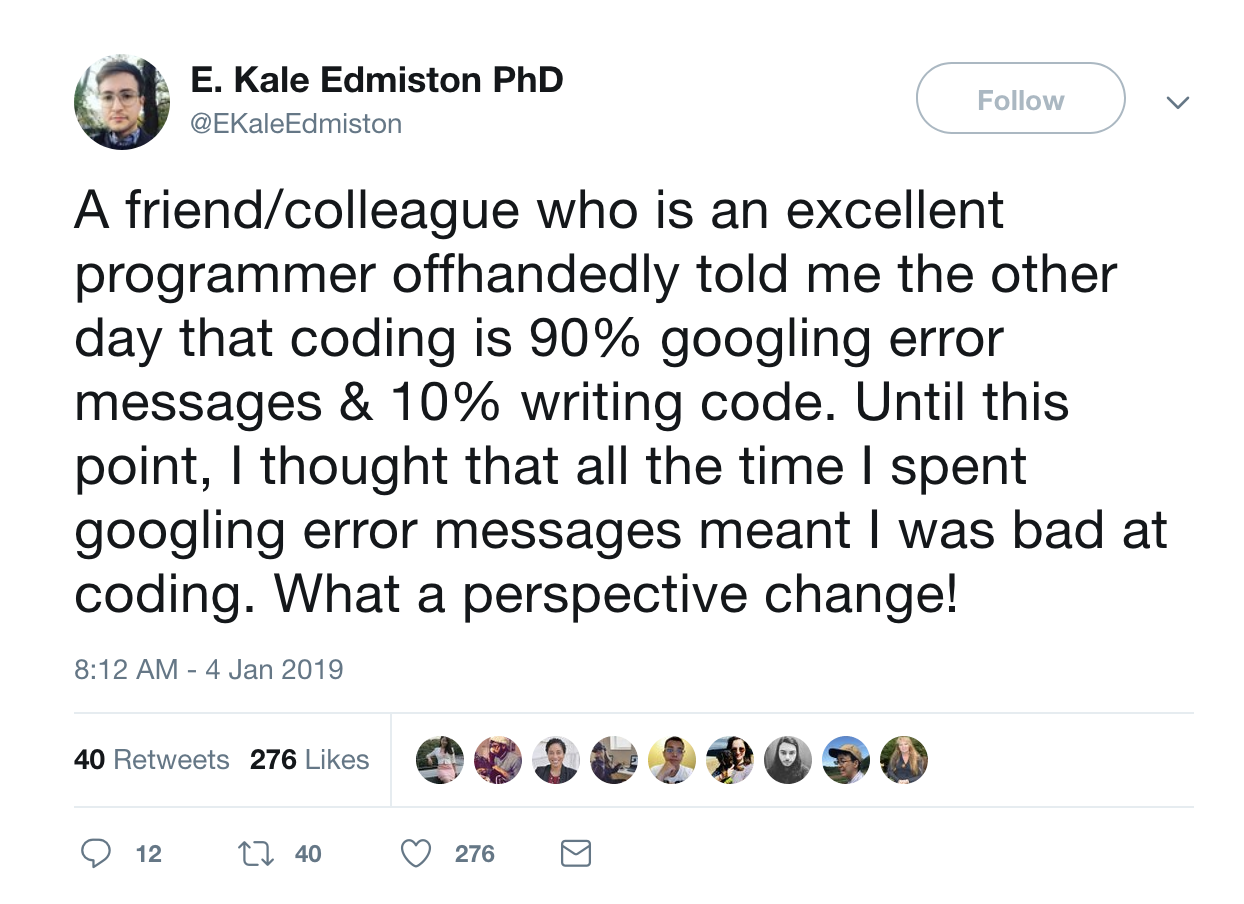 E. Kale Edmiston PhD
@EKaleEdmiston
Follow
A friend/colleague who is an excellent
programmer offhandedly told me the other
day that coding is 90% googling error
messages & 10% writing code. Until this
point, I thought that all the time I spent
googling error messages meant I was bad at
coding. What a perspective change!
8:12 AM - 4 Jan 2019
40 Retweets 276 Likes
12 40 276